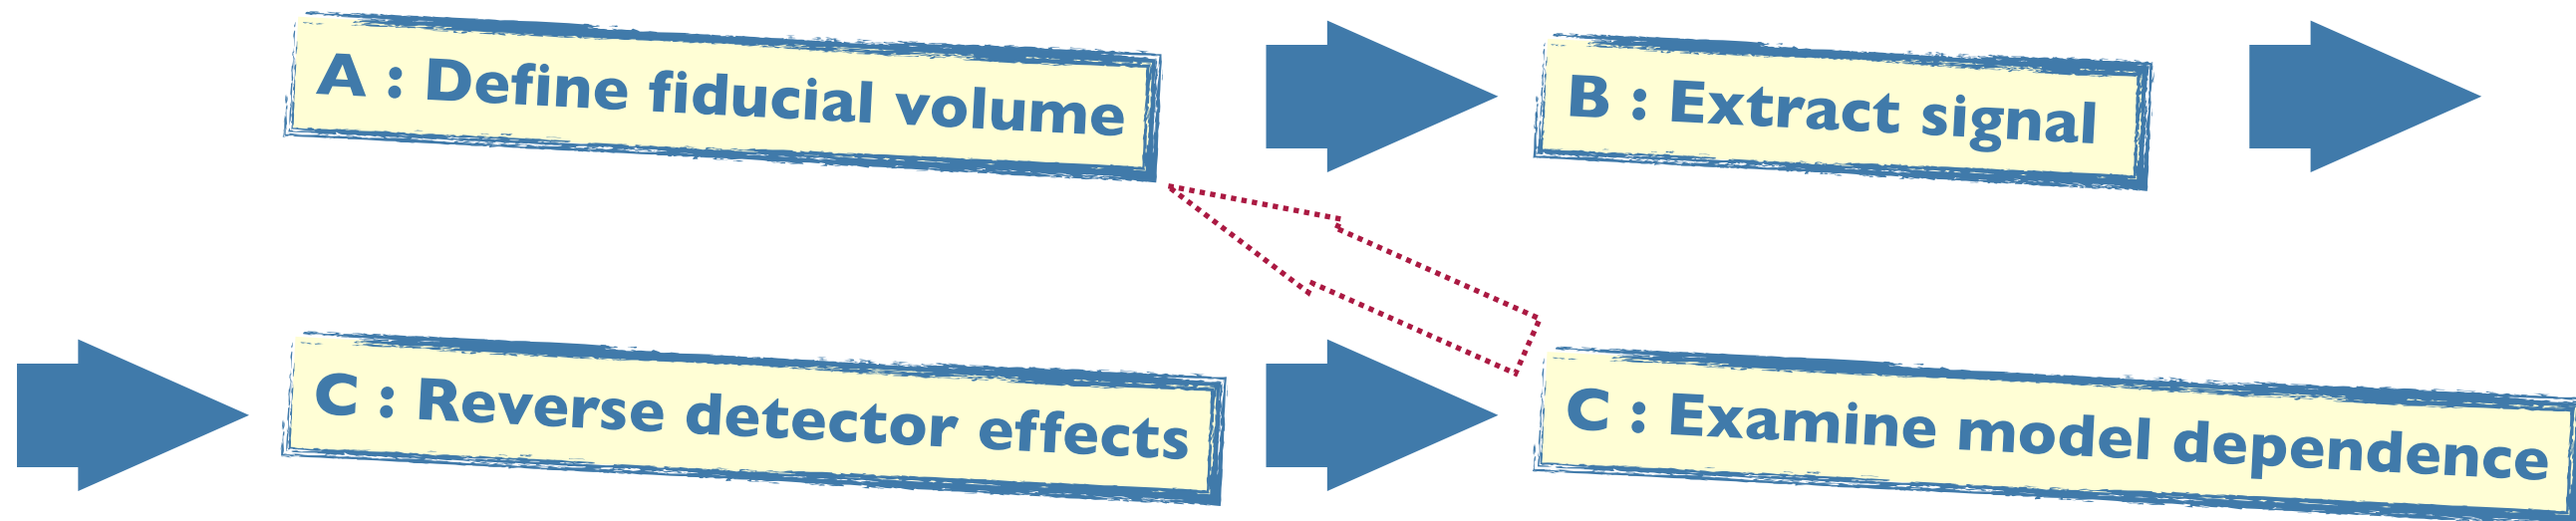 A : Define fiducial volume
B : Extract signal
C : Reverse detector effects
C : Examine model dependence